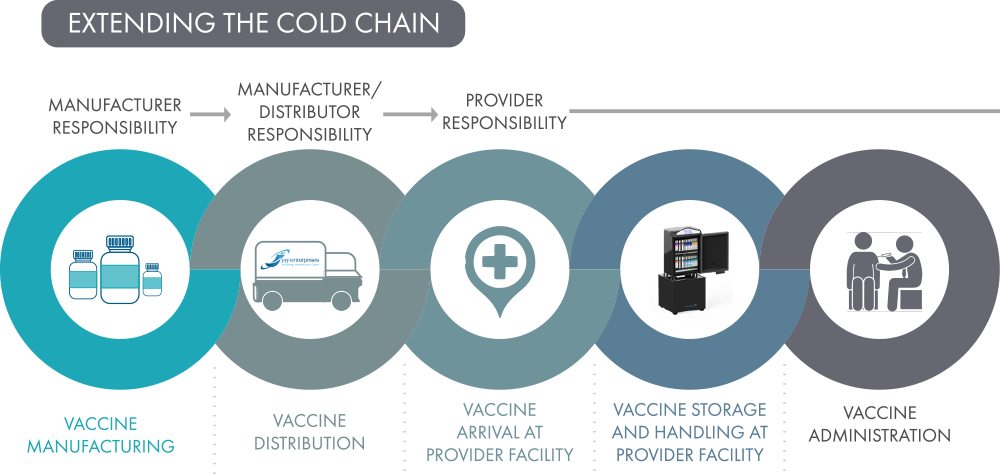 EXTENDING THE COLD CHAIN
MANUFACTURER
RESPONSIBILITY
MANUFACTURER/
DISTRIBUTOR
RESPONSIBILITY
PROVIDER
RESPONSIBILITY
enterprises
VACCINE
MANUFACTURING
VACCINE
DISTRIBUTION
VACCINE
ARRIVAL AT
PROVIDER FACILITY
VACCINE STORAGE
AND HANDLING AT
PROVIDER FACILITY
VACCINE
ADMINISTRATION